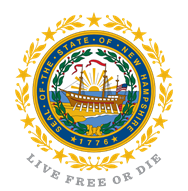 SEAL · OF · THE · STATE · OF · NEW · HAMPSHIRE
· 1776 ·
LIVE FREE OR DIE